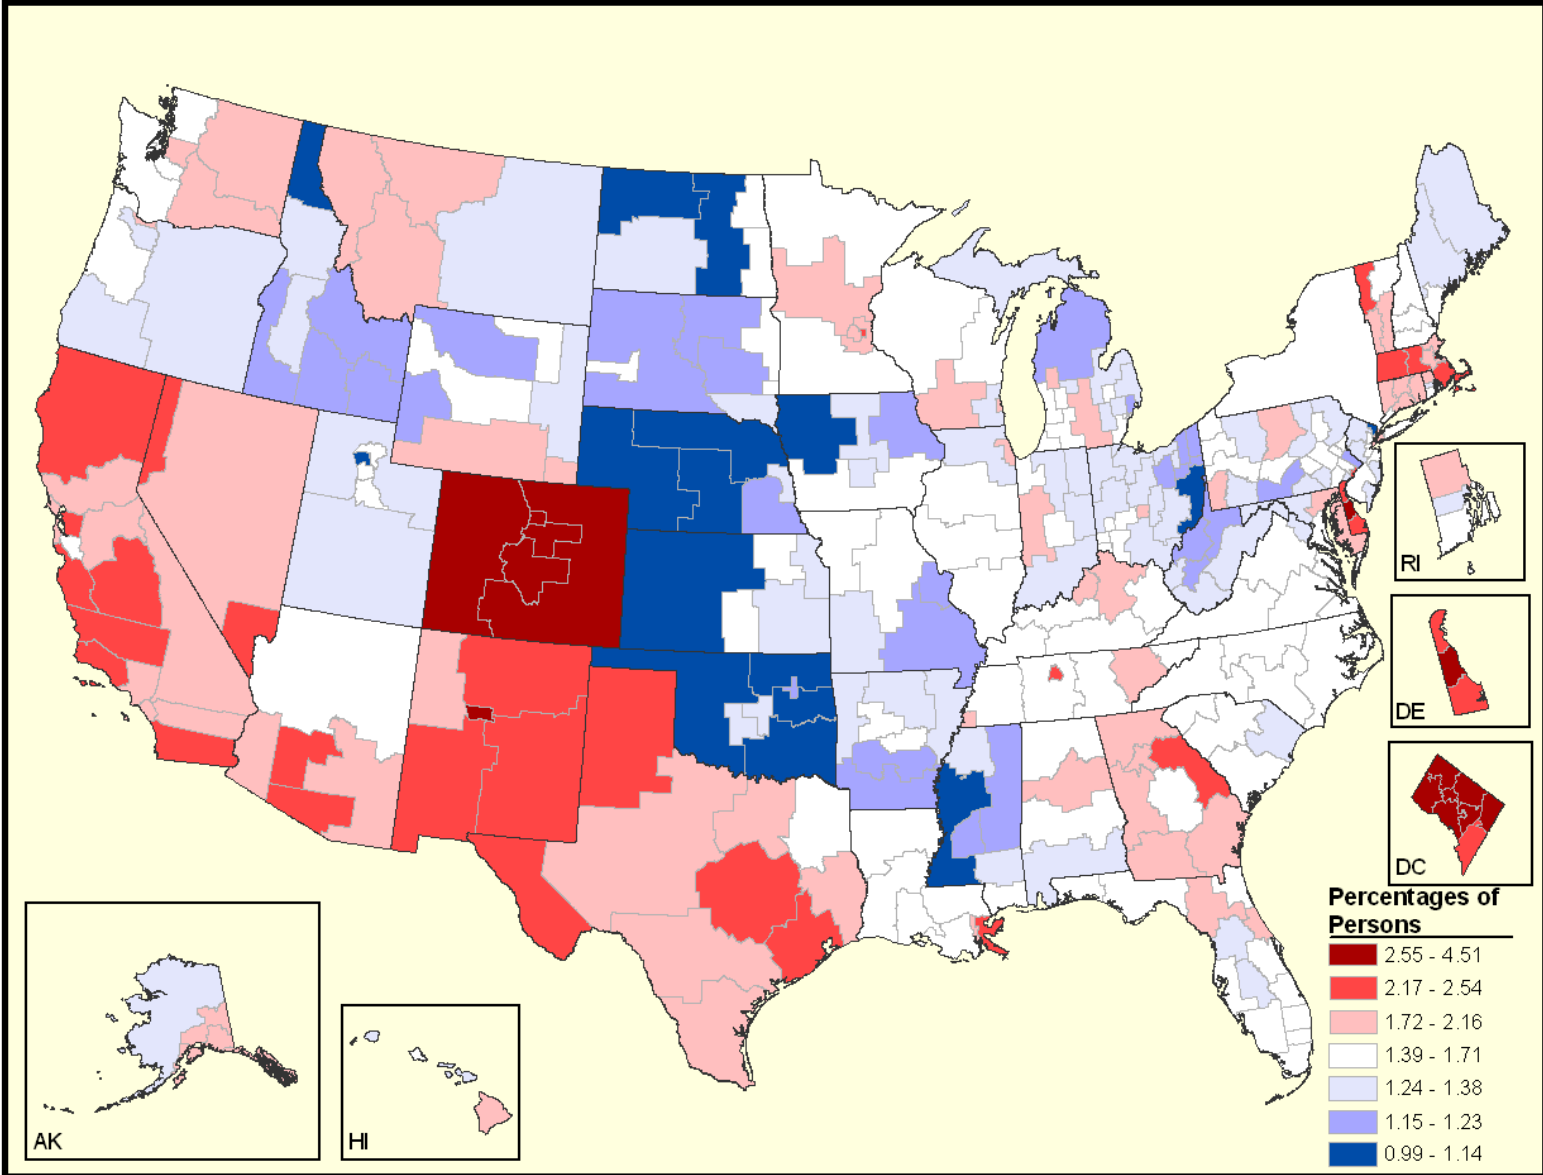 RI
DE
DC
AK
HI
Percentages of
Persons
2.55 - 4.51
2.17 - 2.54
1.72 - 2.16
1.39 - 1.71
1.24 - 1.38
1.15 - 1.23
0.99 - 1.14